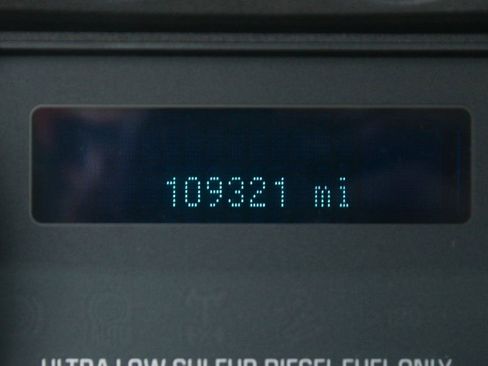 109321 mi
ULTRA LOW SULFUR DIESEL FUEL ONLY